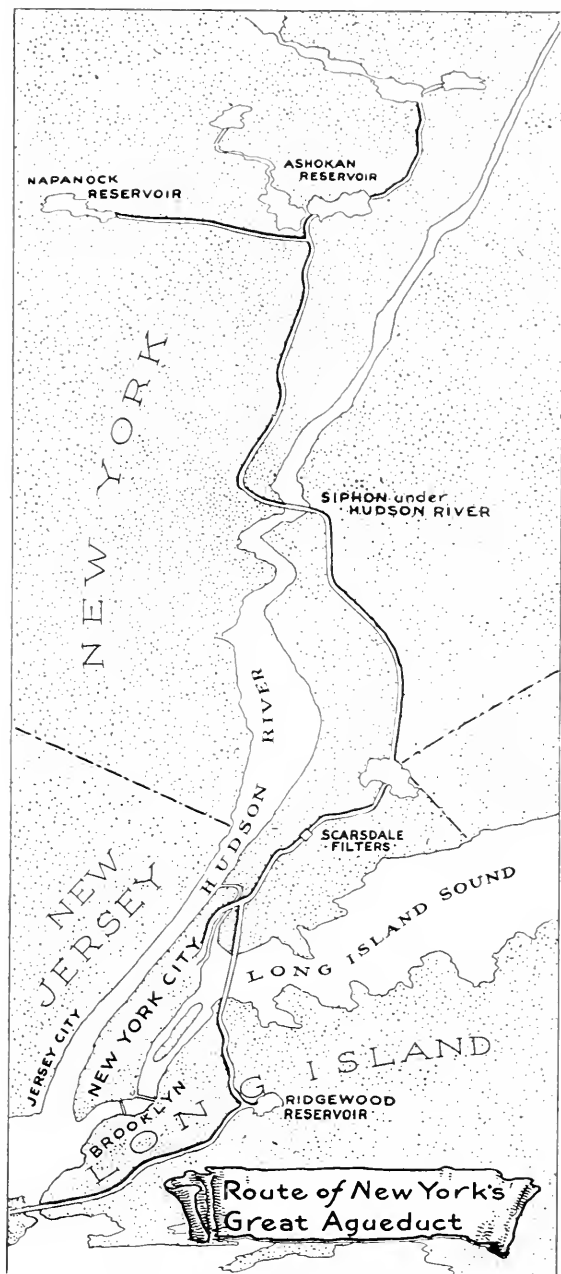 NAPANOCK
RESERVOIR
ASHOKAN
RESERVOIR
NEW YORK
SIPHON under
HUDSON RIVER
HUDSON RIVER
SCARSDALE
FILTERS
NEW
JERSEY
LONG ISLAND SOUND
JERSEY CITY
NEW YORK CITY
BROOKLYN
LONG ISLAND
RIDGEWOOD
RESERVOIR
Route of New York's
Great Agueduct